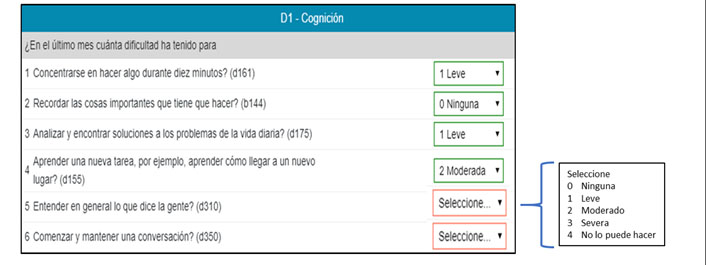 D1 - Cognición
¿En el último mes cuánta dificultad ha tenido para
1 Concentrarse en hacer algo durante diez minutos? (d161)
1 Leve
2 Recordar las cosas importantes que tiene que hacer? (b144)
0 Ninguna
3 Analizar y encontrar soluciones a los problemas de la vida diaria? (d175)
1 Leve
4 Aprender una nueva tarea, por ejemplo, aprender cómo llegar a un nuevo
lugar? (d155)
2 Moderada
5 Entender en general lo que dice la gente? (d310)
Seleccione...
6 Comenzar y mantener una conversación? (d350)
Seleccione...
Seleccione
0 Ninguna
1 Leve
2 Moderado
3 Severa
4 No lo puede hacer